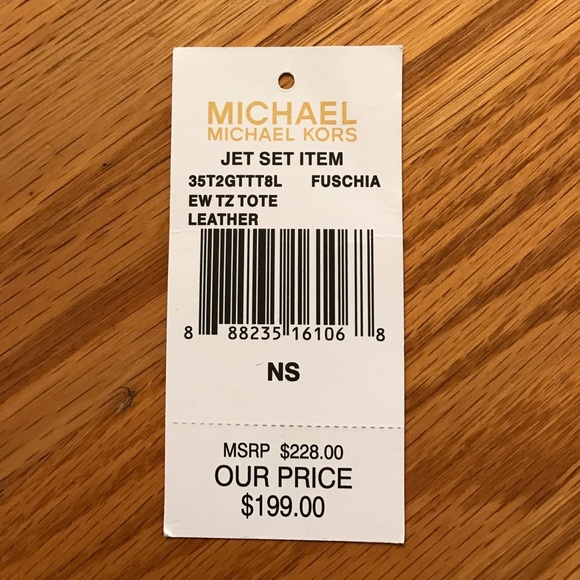 MICHAEL
MICHAEL KORS
JET SET ITEM
35T2GTTT8L FUSCHIA
EW TZ TOTE
LEATHER
8 88235 16106 8
NS
MSRP $228.00
OUR PRICE
$199.00